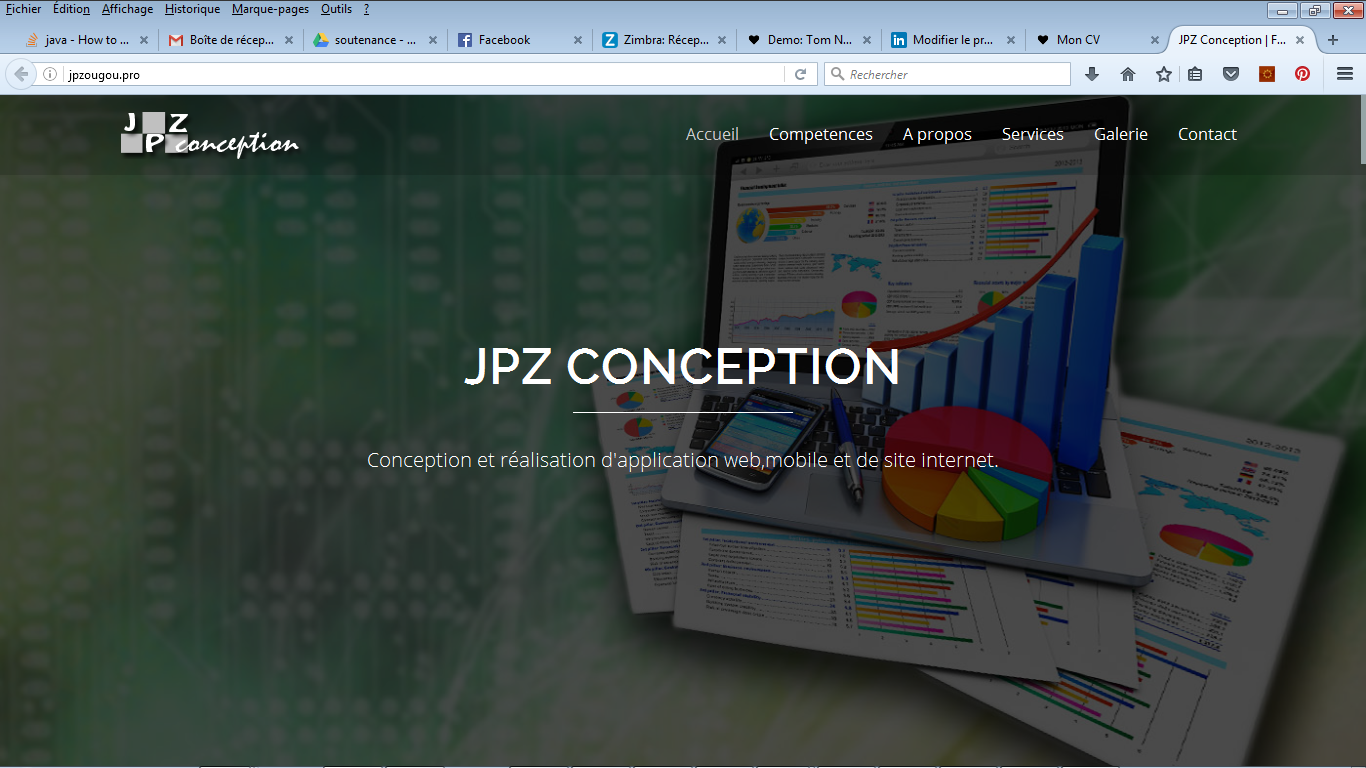 Fichier Édition Affichage Historique Marque-pages Outils ?
java - How to ... Boîte de récep... soutenance - ... Facebook Zimbra: Récep... Demo: Tom N... Modifier le pr... Mon CV JPZ Conception | F...
jpzougou.pro Rechercher
J Z P conception
Accueil Competences A propos Services Galerie Contact
JPZ CONCEPTION
Conception et réalisation d'application web,mobile et de site internet.